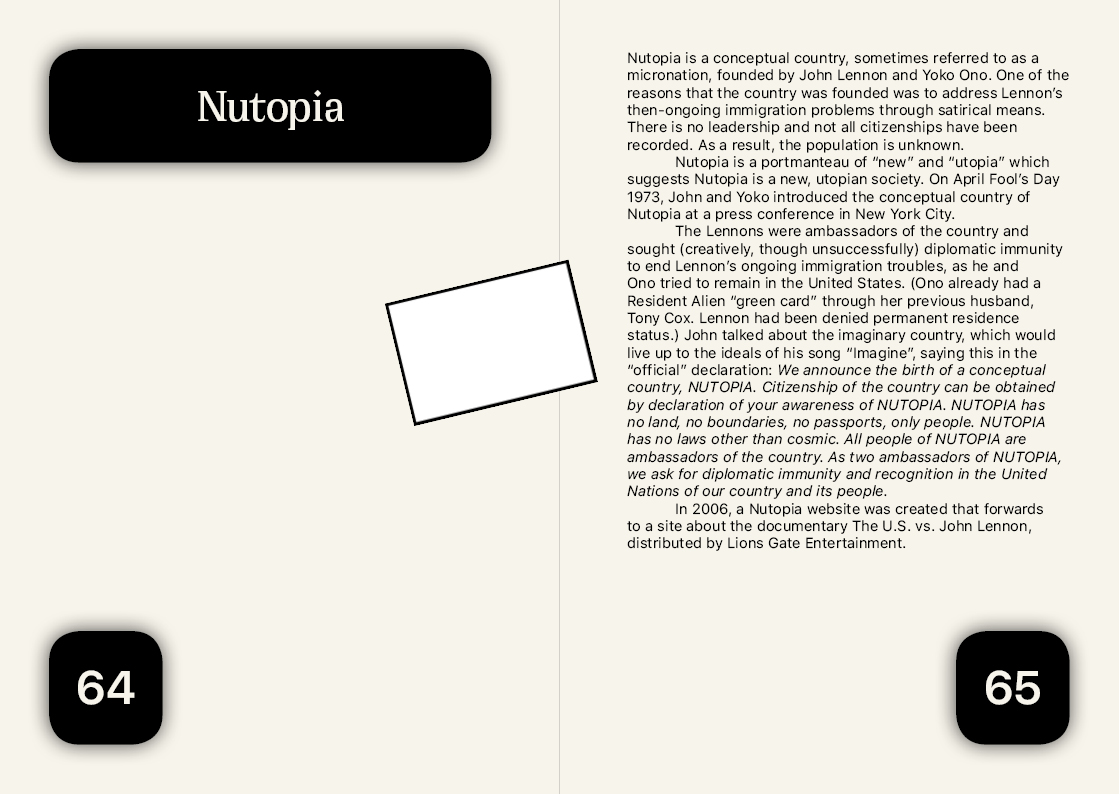 Nutopia
Nutopia is a conceptual country, sometimes referred to as a
micronation, founded by John Lennon and Yoko Ono. One of the
reasons that the country was founded was to address Lennon’s
then-ongoing immigration problems through satirical means.
There is no leadership and not all citizenships have been
recorded. As a result, the population is unknown.
Nutopia is a portmanteau of “new” and “utopia” which
suggests Nutopia is a new, utopian society. On April Fool’s Day
1973, John and Yoko introduced the conceptual country of
Nutopia at a press conference in New York City.
The Lennons were ambassadors of the country and
sought (creatively, though unsuccessfully) diplomatic immunity
to end Lennon’s ongoing immigration troubles, as he and
Ono tried to remain in the United States. (Ono already had a
Resident Alien “green card” through her previous husband,
Tony Cox. Lennon had been denied permanent residence
status.) John talked about the imaginary country, which would
live up to the ideals of his song “Imagine”, saying this in the
“official” declaration: We announce the birth of a conceptual
country, NUTOPIA. Citizenship of the country can be obtained
by declaration of your awareness of NUTOPIA. NUTOPIA has
no land, no boundaries, no passports, only people. NUTOPIA
has no laws other than cosmic. All people of NUTOPIA are
ambassadors of the country. As two ambassadors of NUTOPIA,
we ask for diplomatic immunity and recognition in the United
Nations of our country and its people.
In 2006, a Nutopia website was created that forwards
to a site about the documentary The U.S. vs. John Lennon,
distributed by Lions Gate Entertainment.
64
65